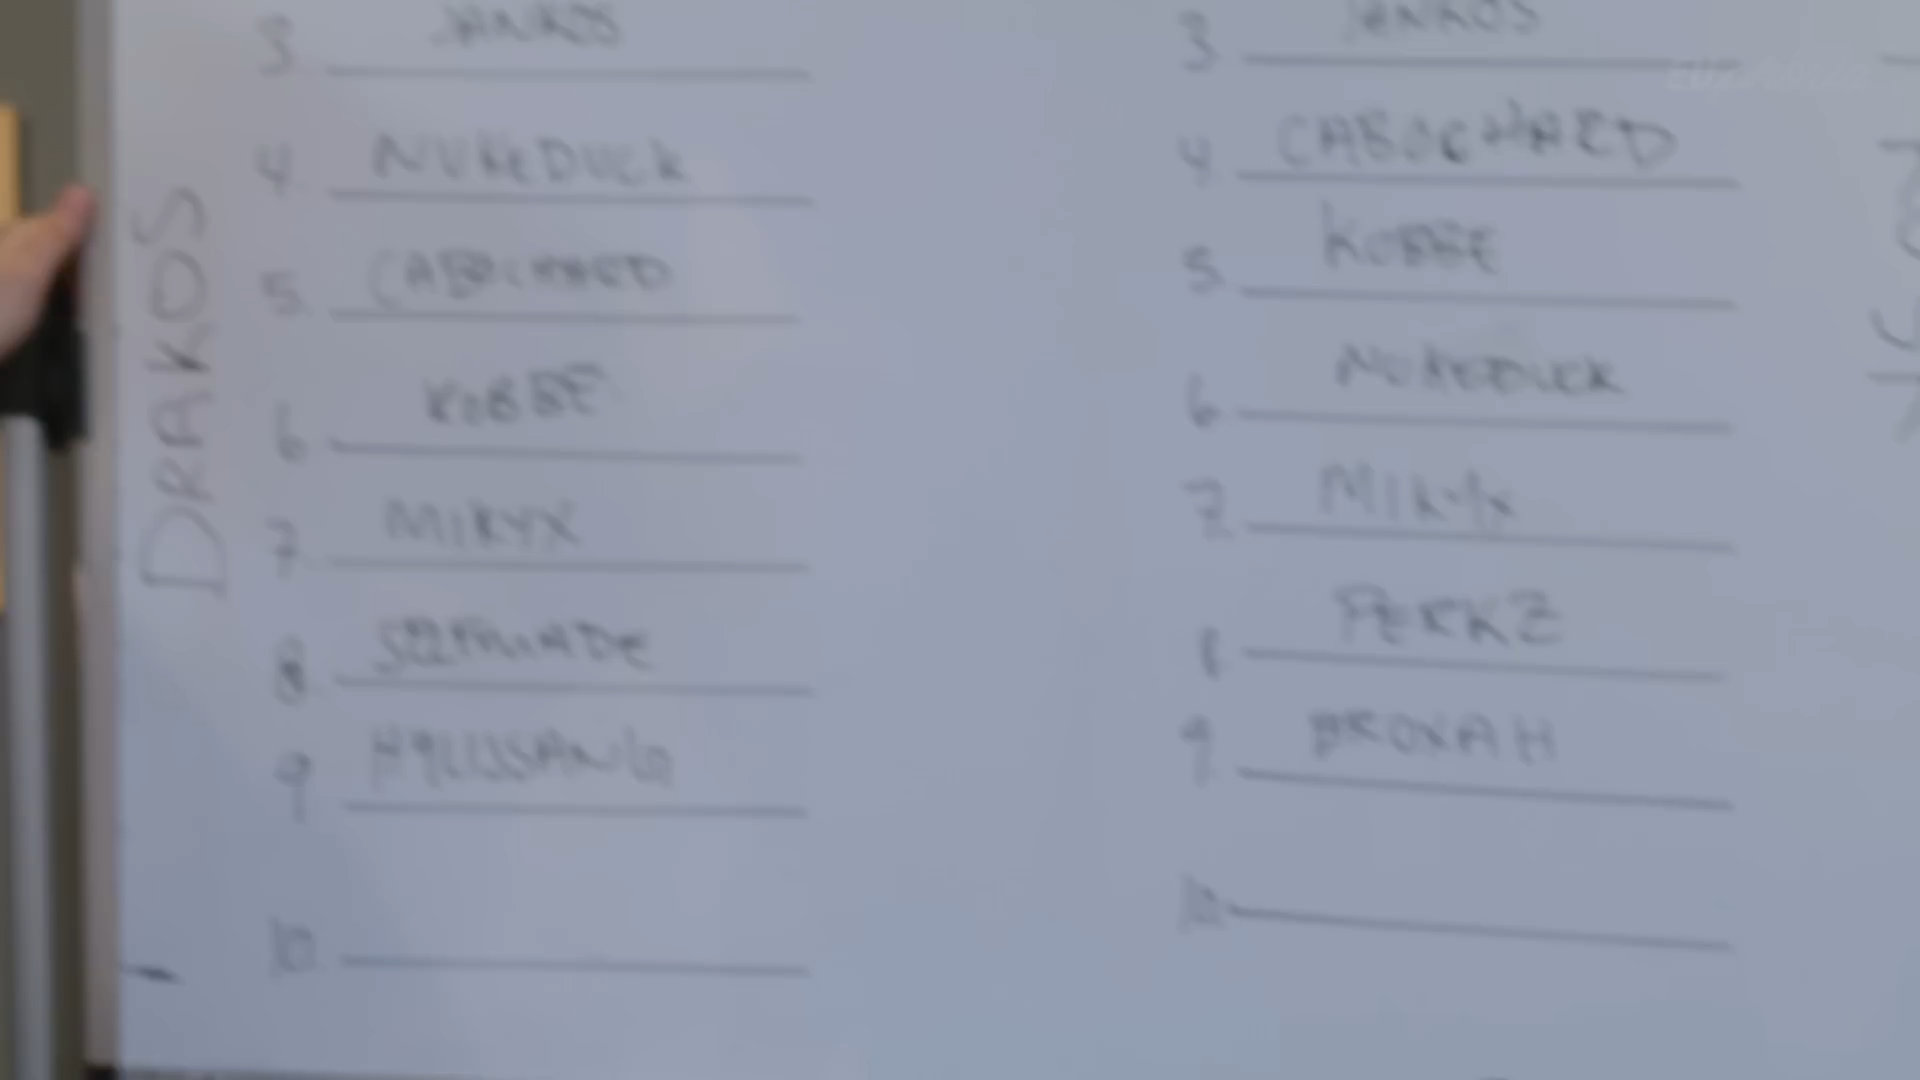 DRAKOS
3 JANKOS
4. NUKEDUCK
5. CABOCHARD
6 KOBBE
7. MIKYX
8.
9 HYLISSANG
10.
3 JANKOS
4. CABOCHARD
5 KOBBE
6. NUKEDUCK
7. MIKYX
8 PERKZ
9. BROXAH
10